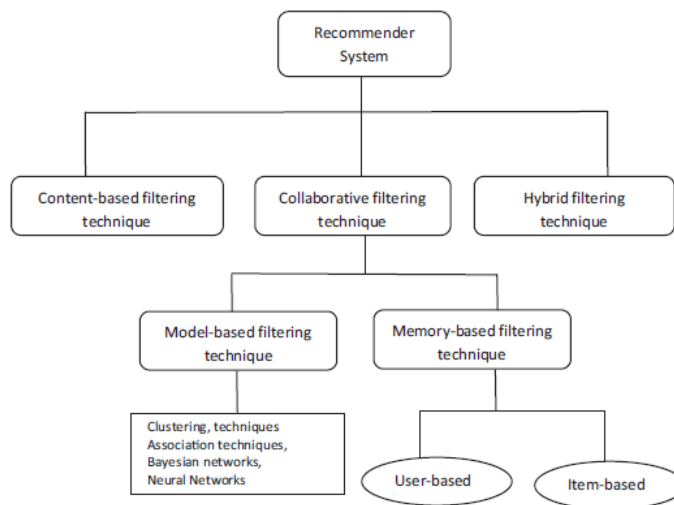 Recommender
System
Content-based filtering
technique
Collaborative filtering
technique
Hybrid filtering
technique
Model-based filtering
technique
Memory-based filtering
technique
Clustering, techniques
Association techniques,
Bayesian networks,
Neural Networks
User-based
Item-based